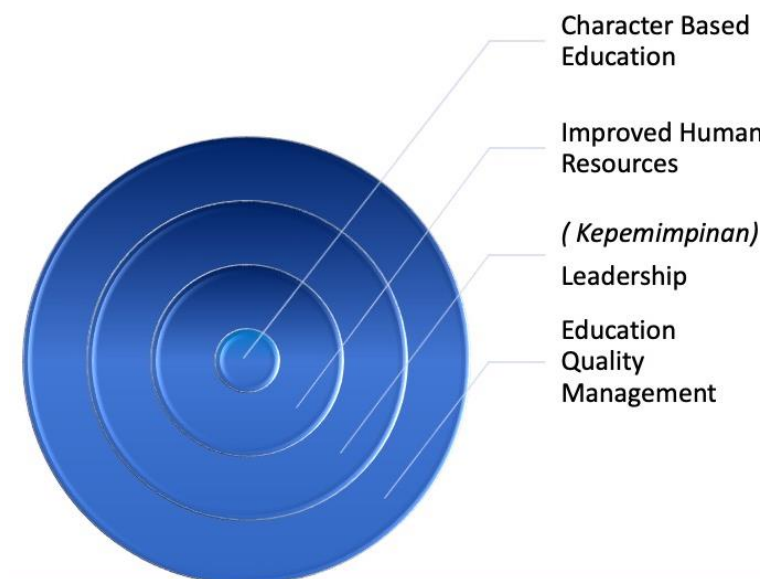 Character Based
Education
Improved Human
Resources
( Kepemimpinan)
Leadership
Education
Quality
Management